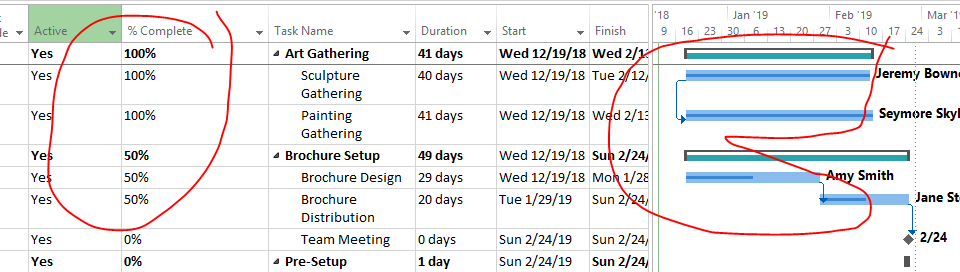 '18 Jan '19 Feb '19 Mar '19
Active % Complete Task Name Duration Start Finish 9 16 23 30 6 13 20 27 3 10 17 24 3
Yes 100% Art Gathering 41 days Wed 12/19/18 Wed 2/13
Yes 100% Sculpture Gathering 40 days Wed 12/19/18 Tue 2/12/ Jeremy Bowne
Yes 100% Painting Gathering 41 days Wed 12/19/18 Wed 2/13 Seymore Skyl
Yes 50% Brochure Setup 49 days Wed 12/19/18 Sun 2/24/
Yes 50% Brochure Design 29 days Wed 12/19/18 Mon 1/28 Amy Smith
Yes 50% Brochure Distribution 20 days Tue 1/29/19 Sun 2/24/ Jane Ste
Yes 0% Team Meeting 0 days Sun 2/24/19 Sun 2/24/ 2/24
Yes 0% Pre-Setup 1 day Sun 2/24/19 Sun 2/24/